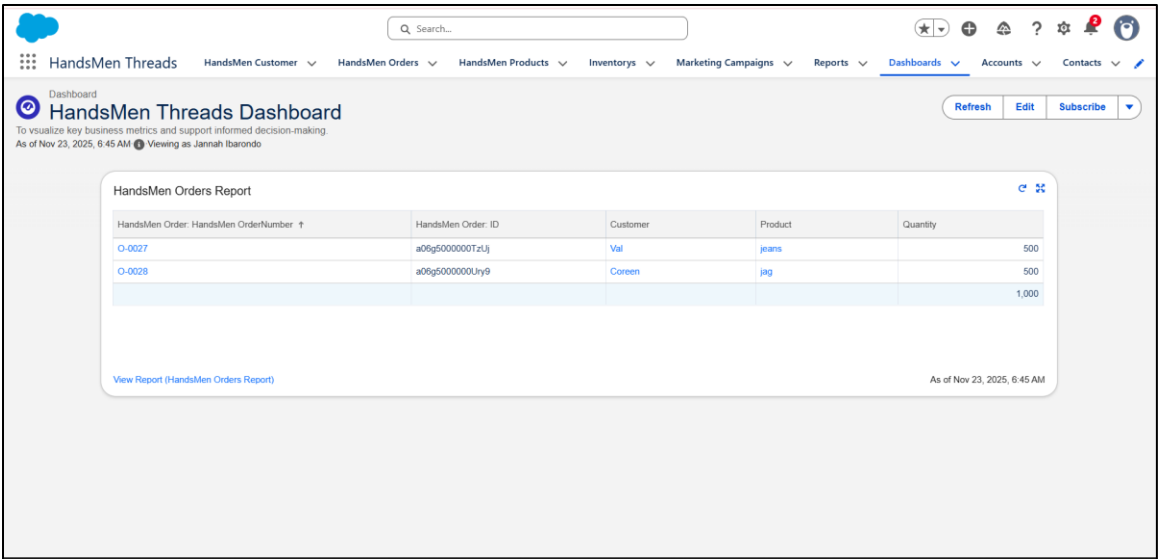 Search...
2
HandsMen Threads HandsMen Customer HandsMen Orders HandsMen Products Inventorys Marketing Campaigns Reports Dashboards Accounts Contacts
Dashboard
HandsMen Threads Dashboard
Refresh Edit Subscribe
To vsualize key business metrics and support informed decision-making.
As of Nov 23, 2025, 6:45 AM Viewing as Jannah Ibarondo
HandsMen Orders Report
HandsMen Order: HandsMen OrderNumber ↑ HandsMen Order: ID Customer Product Quantity
O-0027 a06g5000000TzUj Val jeans 500
O-0028 a06g5000000Ury9 Coreen jag 500
1,000
View Report (HandsMen Orders Report) As of Nov 23, 2025, 6:45 AM